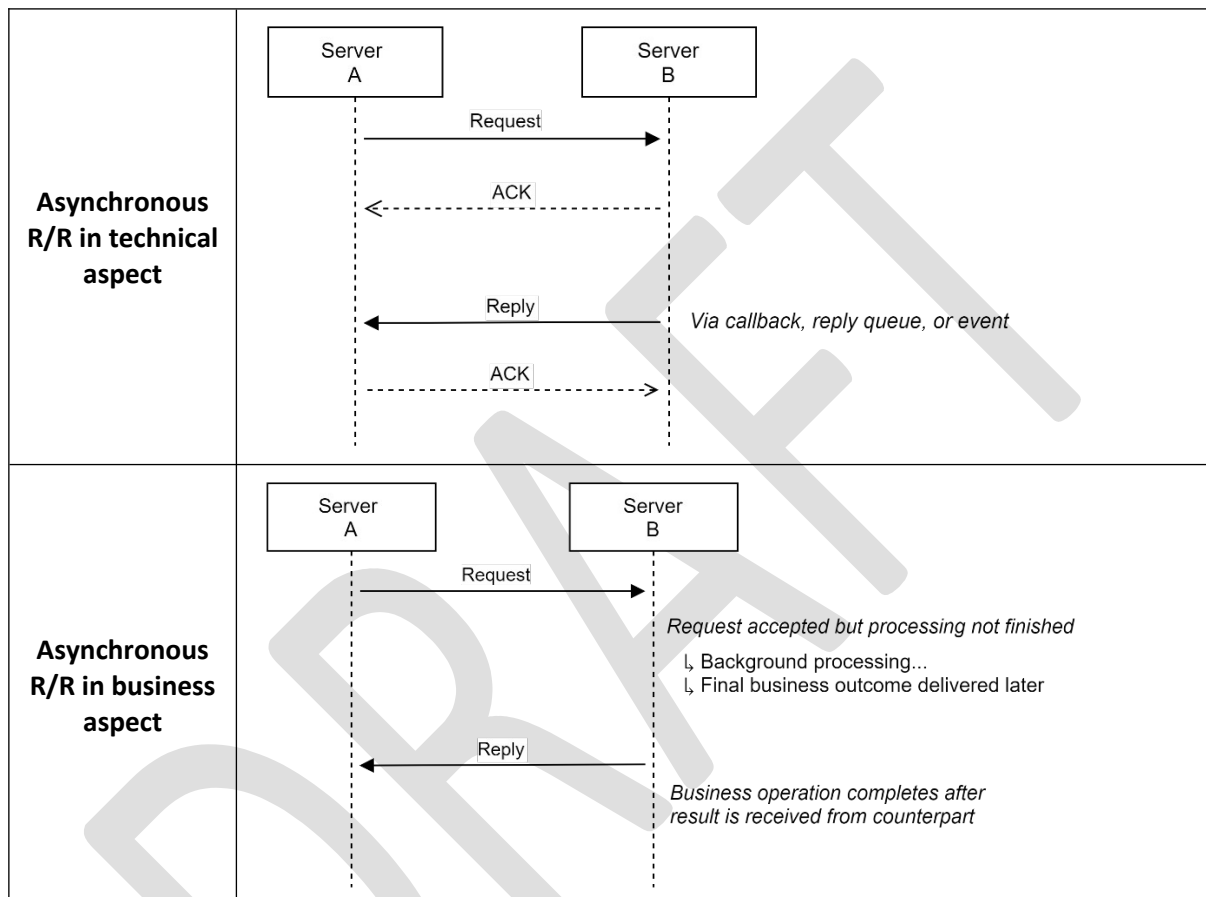 Asynchronous
R/R in technical
aspect
Server
A
Server
B
Request
ACK
Reply
Via callback, reply queue, or event
ACK
Asynchronous
R/R in business
aspect
Server
A
Server
B
Request
Request accepted but processing not finished
↳ Background processing...
↳ Final business outcome delivered later
Reply
Business operation completes after
result is received from counterpart
DRAFT